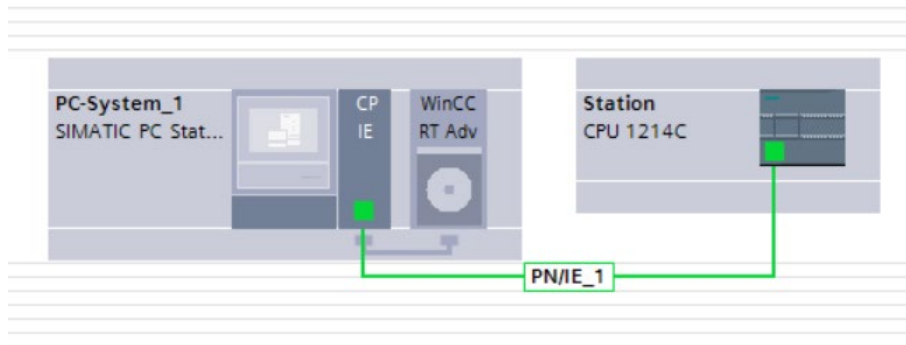 PC-System_1
SIMATIC PC Stat...
CP
IE
WinCC
RT Adv
Station
CPU 1214C
PN/IE_1